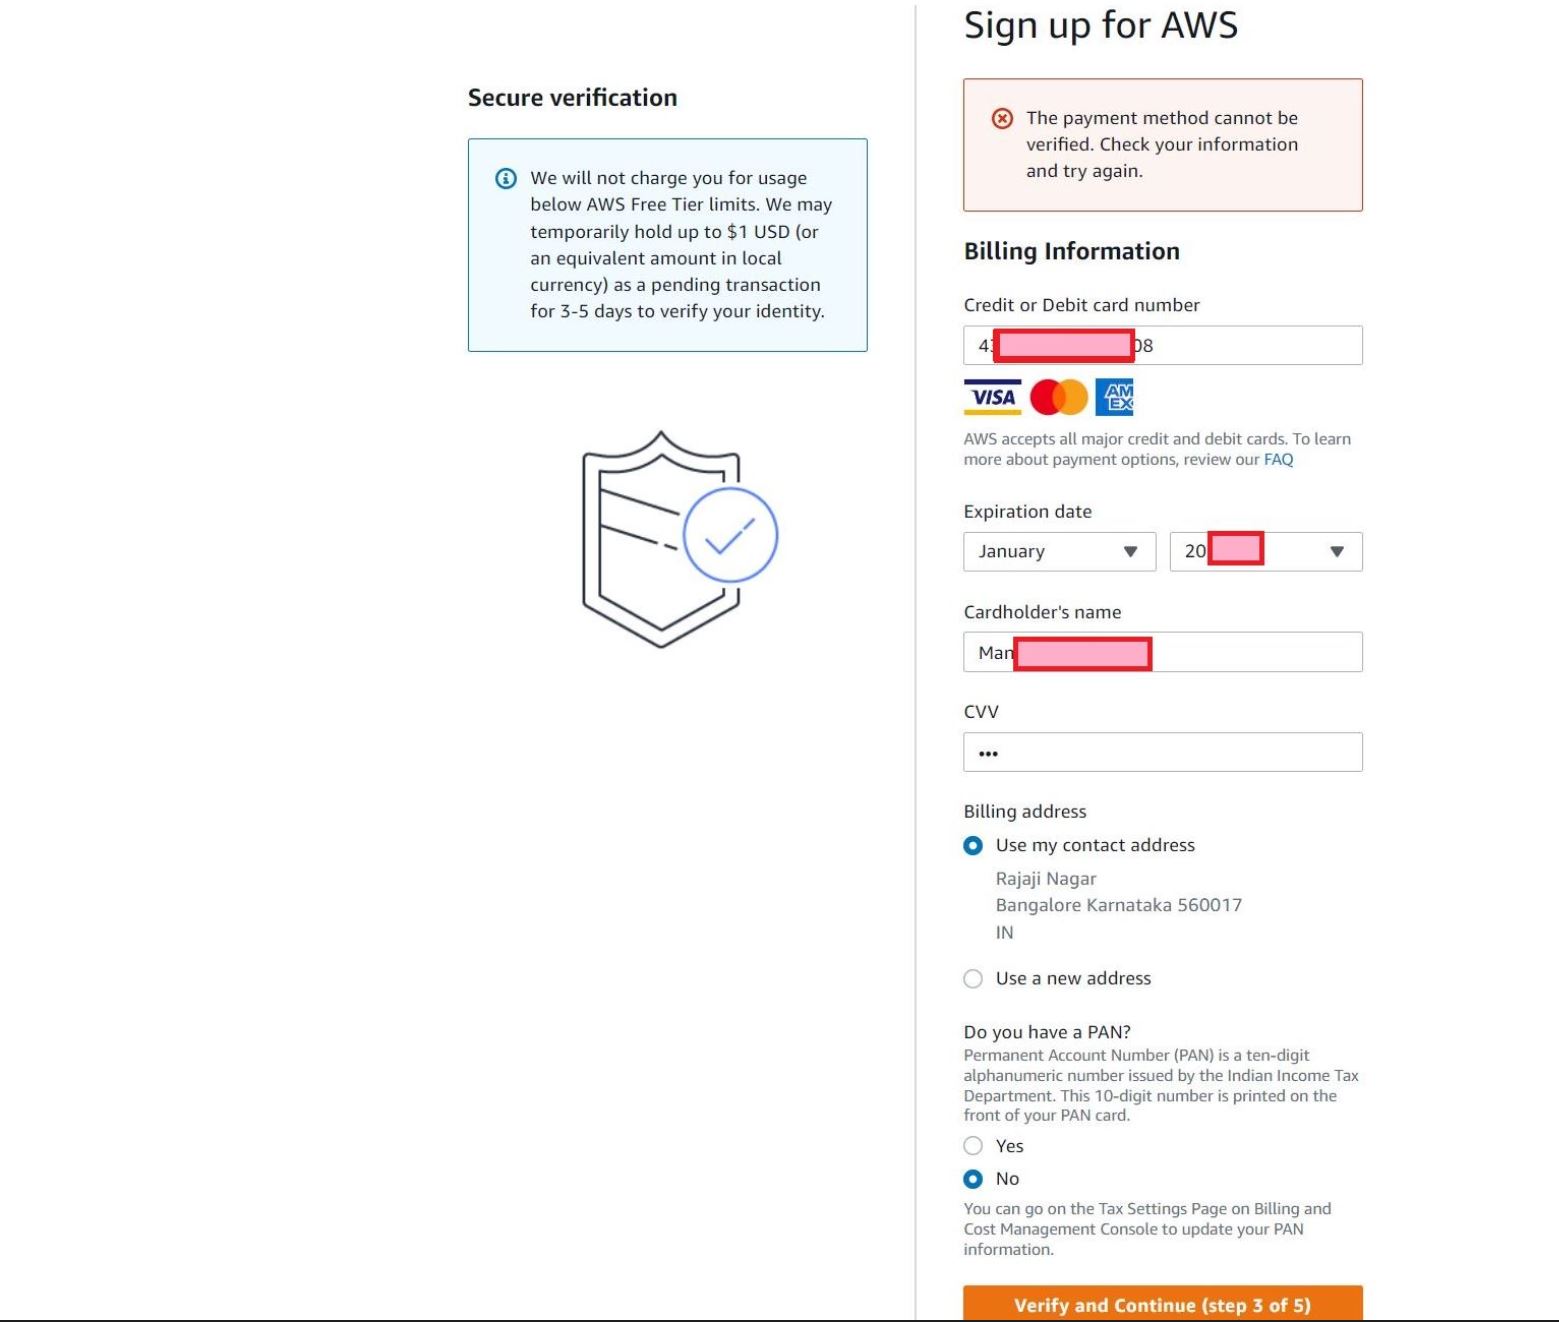 Sign up for AWS
Secure verification
We will not charge you for usage
below AWS Free Tier limits. We may
temporarily hold up to $1 USD (or
an equivalent amount in local
currency) as a pending transaction
for 3-5 days to verify your identity.
The payment method cannot be
verified. Check your information
and try again.
Billing Information
Credit or Debit card number
43 08
VISA AM
EX
AWS accepts all major credit and debit cards. To learn
more about payment options, review our FAQ
Expiration date
January 20
Cardholder's name
Man
CVV
•••
Billing address
Use my contact address
Rajaji Nagar
Bangalore Karnataka 560017
IN
Use a new address
Do you have a PAN?
Permanent Account Number (PAN) is a ten-digit
alphanumeric number issued by the Indian Income Tax
Department. This 10-digit number is printed on the
front of your PAN card.
Yes
No
You can go on the Tax Settings Page on Billing and
Cost Management Console to update your PAN
information.
Verify and Continue (step 3 of 5)